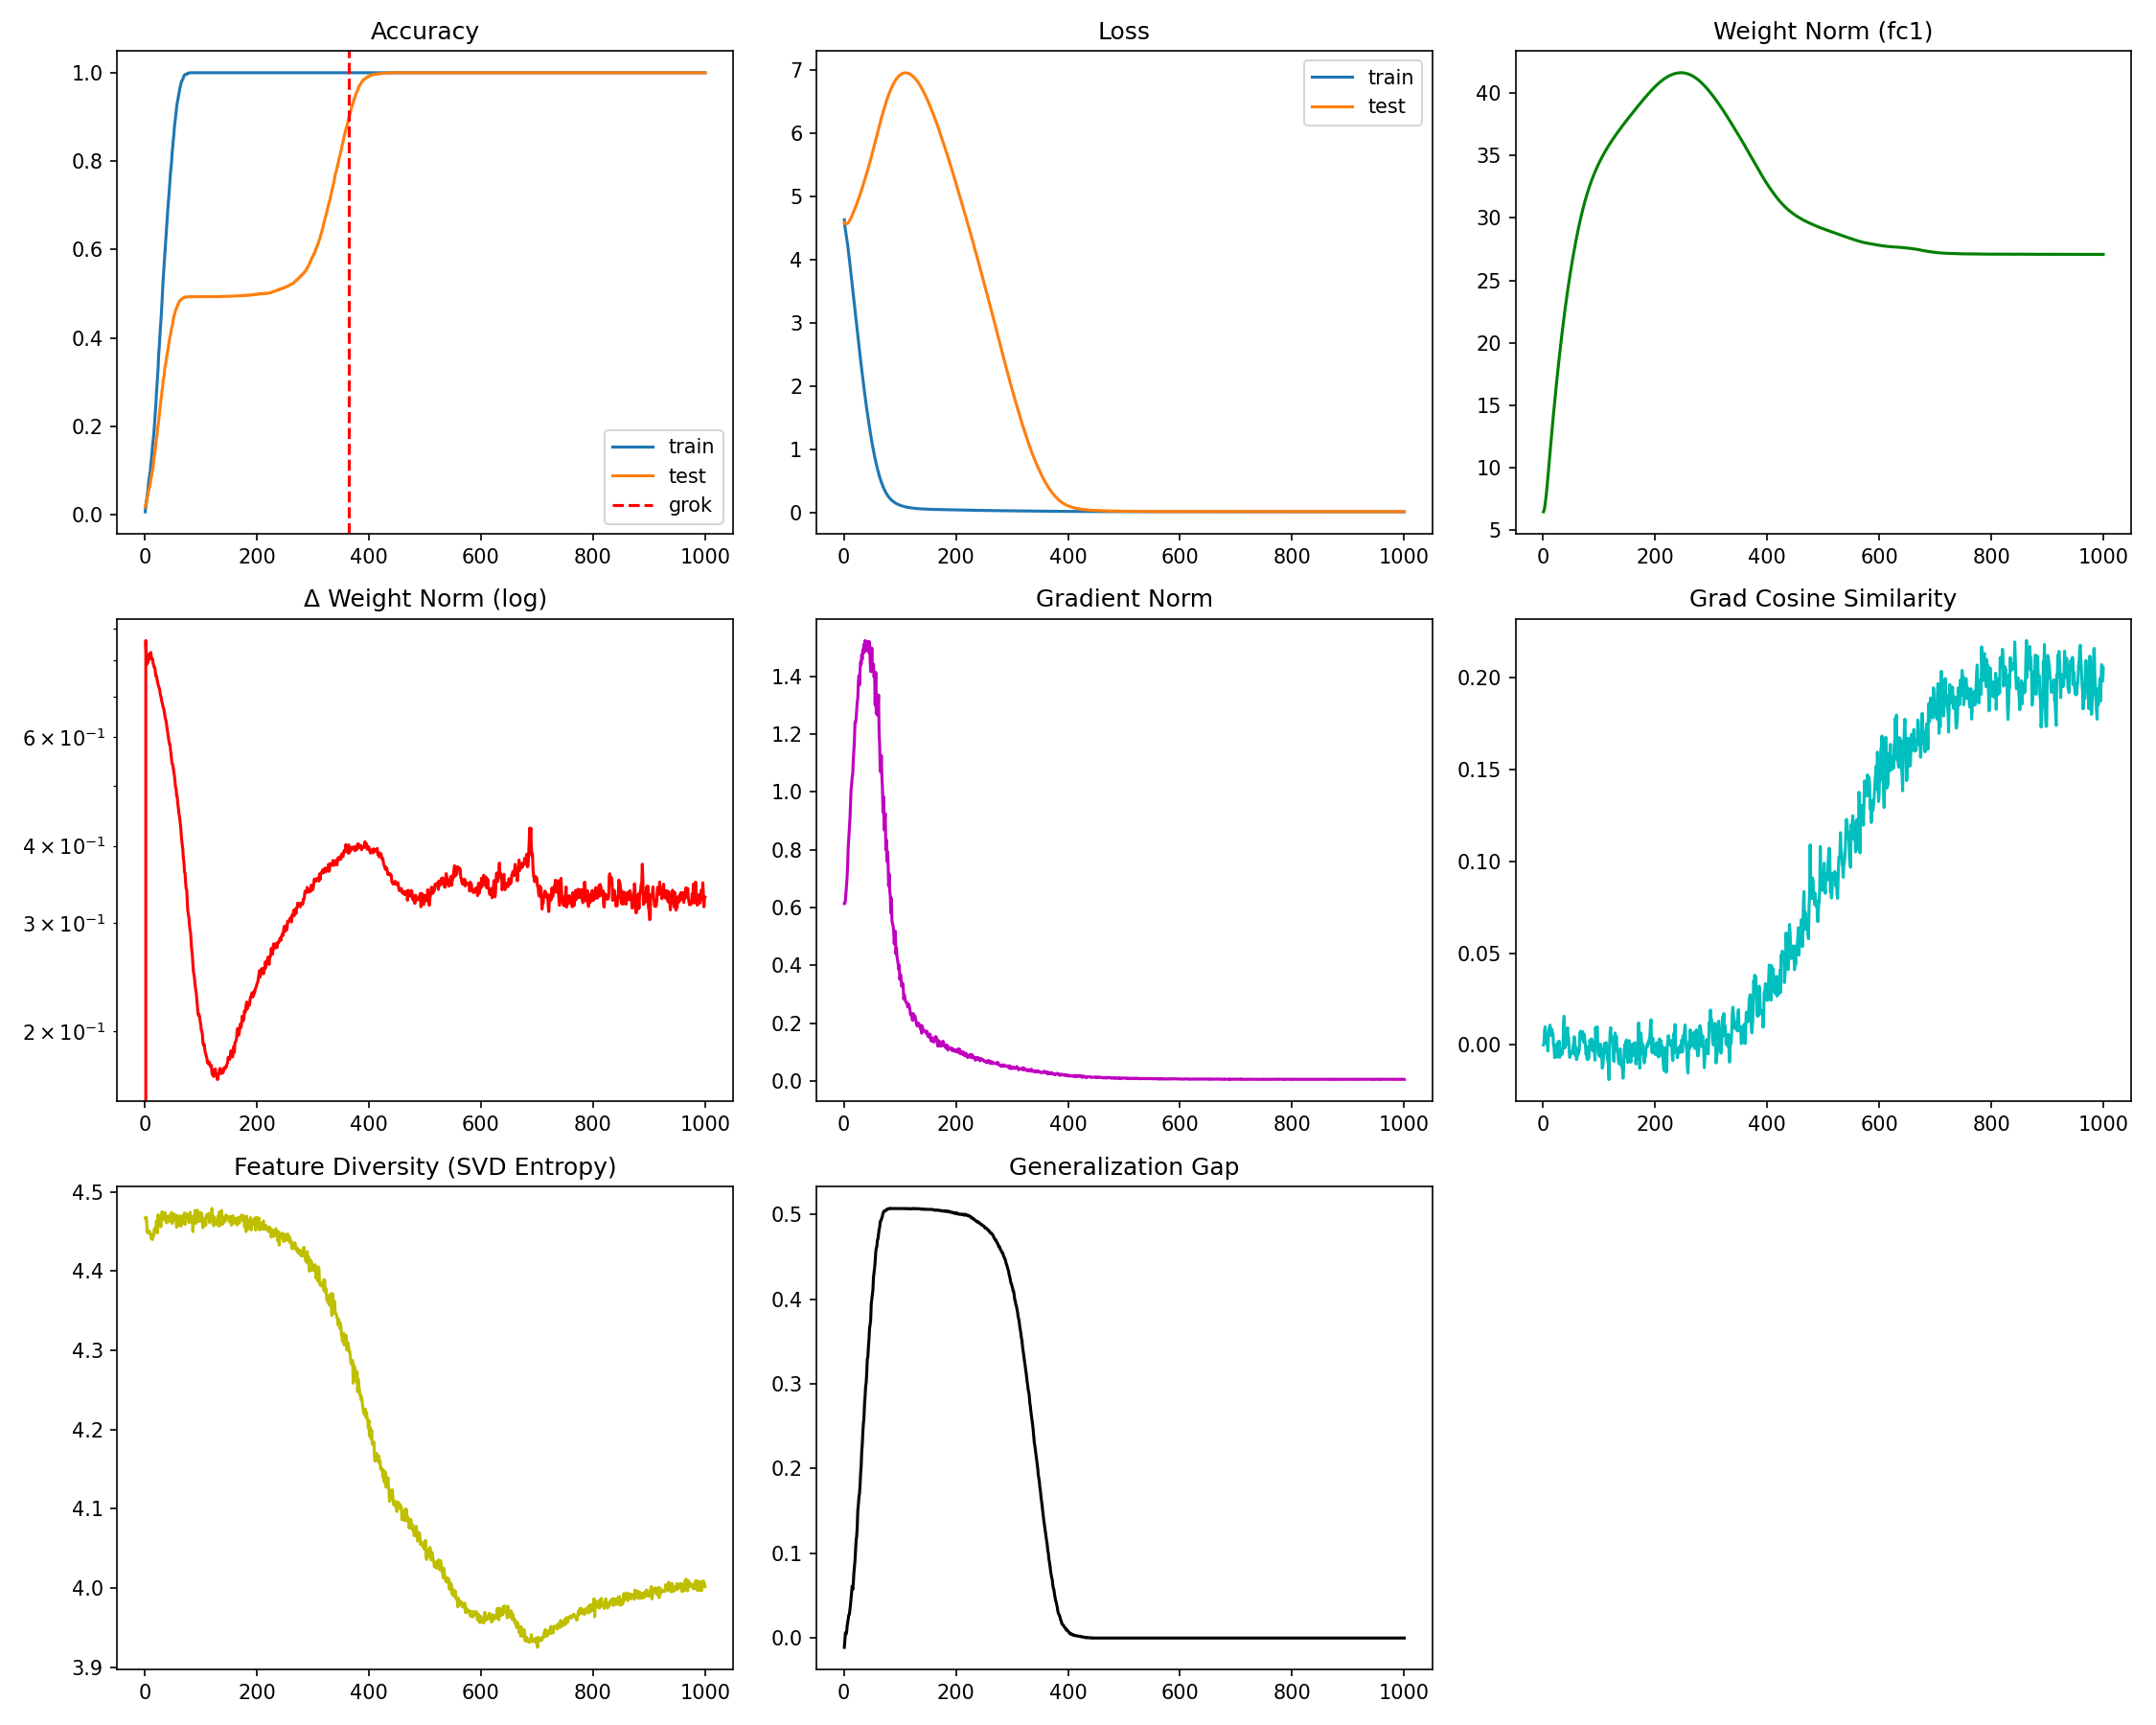 Accuracy
1.0
0.8
0.6
0.4
0.2
0.0
train
test
grok
0 200 400 600 800 1000
Loss
7
6
5
4
3
2
1
0
train
test
0 200 400 600 800 1000
Weight Norm (fc1)
40
35
30
25
20
15
10
5
0 200 400 600 800 1000
Δ Weight Norm (log)
6 × 10⁻¹
4 × 10⁻¹
3 × 10⁻¹
2 × 10⁻¹
0 200 400 600 800 1000
Gradient Norm
1.4
1.2
1.0
0.8
0.6
0.4
0.2
0.0
0 200 400 600 800 1000
Grad Cosine Similarity
0.20
0.15
0.10
0.05
0.00
0 200 400 600 800 1000
Feature Diversity (SVD Entropy)
4.5
4.4
4.3
4.2
4.1
4.0
3.9
0 200 400 600 800 1000
Generalization Gap
0.5
0.4
0.3
0.2
0.1
0.0
0 200 400 600 800 1000